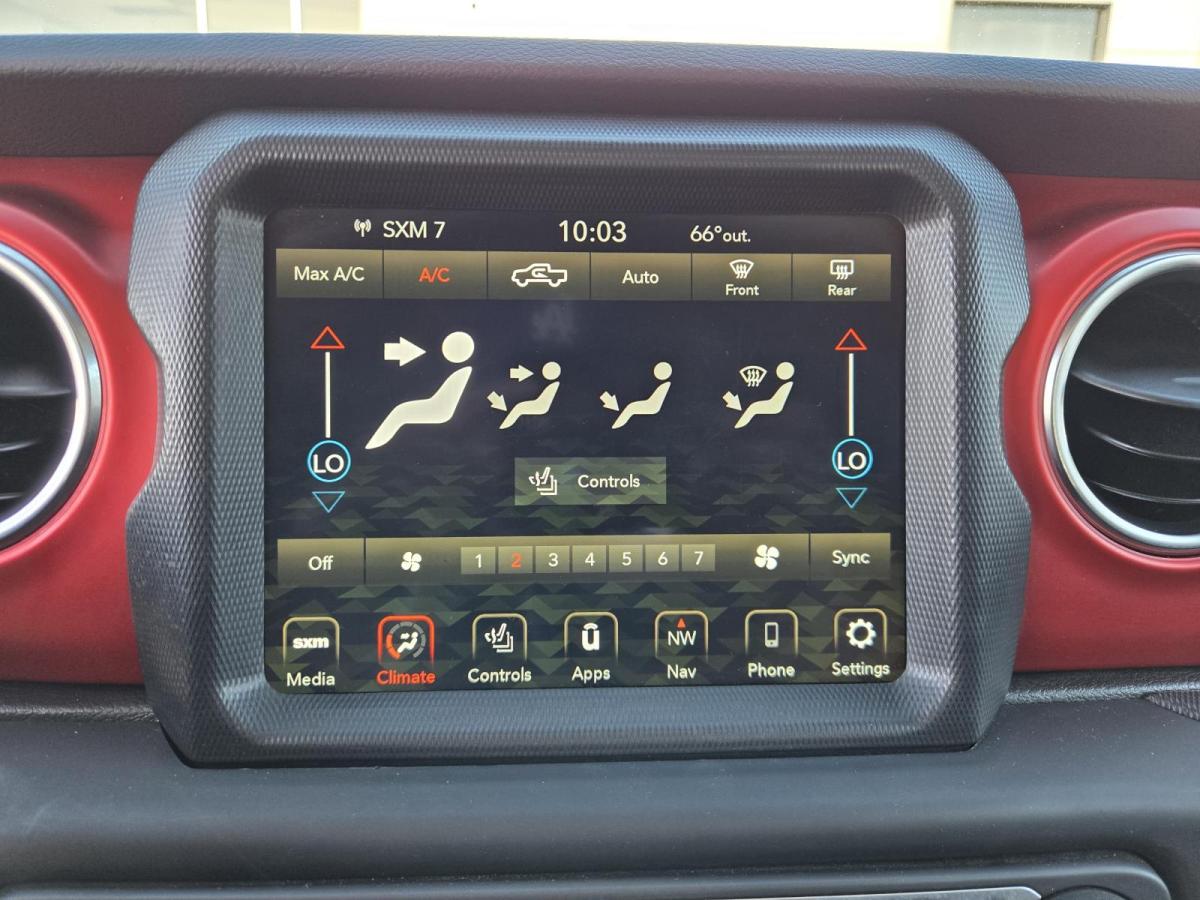 SXM 7 10:03 66°out.
Max A/C A/C Auto Front Rear
LO LO
Controls
Off 1 2 3 4 5 6 7 Sync
sxm u NW
Media Climate Controls Apps Nav Phone Settings